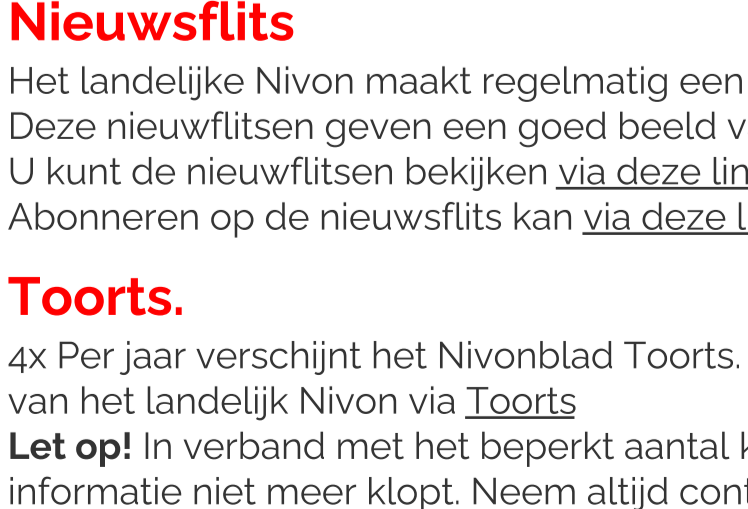 Nieuwsflits
Het landelijke Nivon maakt regelmatig een
Deze nieuwflitsen geven een goed beeld
U kunt de nieuwflitsen bekijken via deze
Abonneren op de nieuwsflits kan via deze
Toorts.
4x Per jaar verschijnt het Nivonblad Toorts.
van het landelijk Nivon via Toorts
Let op! In verband met het beperkt aantal
informatie niet meer klopt. Neem altijd